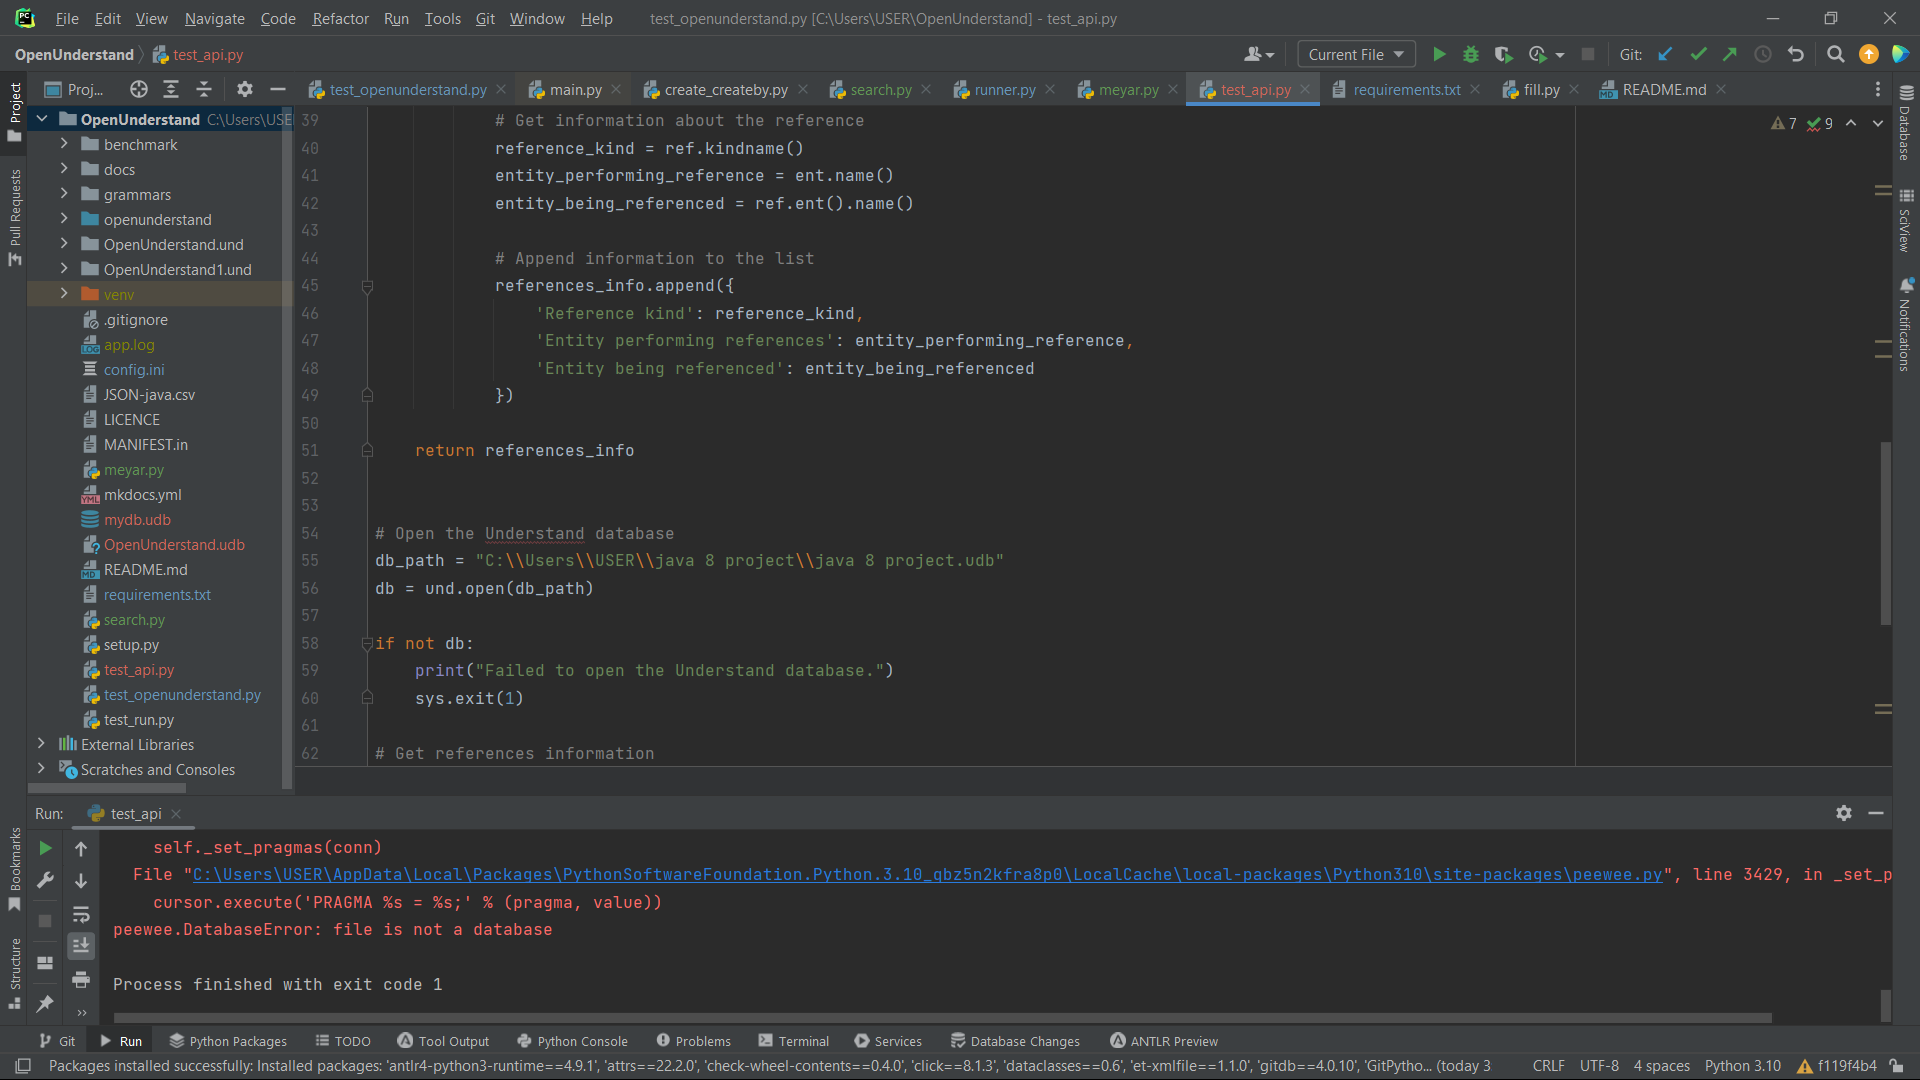 File Edit View Navigate Code Refactor Run Tools Git Window Help test_openunderstand.py [C:\Users\USER\OpenUnderstand] - test_api.py
OpenUnderstand test_api.py Current File Git:
Proj... test_openunderstand.py main.py create_createby.py search.py runner.py meyar.py test_api.py requirements.txt fill.py README.md
Project
Pull Requests
Bookmarks
Structure
OpenUnderstand C:\Users\USE
benchmark
docs
grammars
openunderstand
OpenUnderstand.und
OpenUnderstand1.und
venv
.gitignore
app.log
config.ini
JSON-java.csv
LICENCE
MANIFEST.in
meyar.py
mkdocs.yml
mydb.udb
OpenUnderstand.udb
README.md
requirements.txt
search.py
setup.py
test_api.py
test_openunderstand.py
test_run.py
External Libraries
Scratches and Consoles
39 # Get information about the reference
40 reference_kind = ref.kindname()
41 entity_performing_reference = ent.name()
42 entity_being_referenced = ref.ent().name()
43
44 # Append information to the list
45 references_info.append({
46 'Reference kind': reference_kind,
47 'Entity performing references': entity_performing_reference,
48 'Entity being referenced': entity_being_referenced
49 })
50
51 return references_info
52
53
54 # Open the Understand database
55 db_path = "C:\\Users\\USER\\java 8 project\\java 8 project.udb"
56 db = und.open(db_path)
57
58 if not db:
59 print("Failed to open the Understand database.")
60 sys.exit(1)
61
62 # Get references information
7 9
Database
SciView
Notifications
Run: test_api
self._set_pragmas(conn)
File "C:\Users\USER\AppData\Local\Packages\PythonSoftwareFoundation.Python.3.10_qbz5n2kfra8p0\LocalCache\local-packages\Python310\site-packages\peewee.py", line 3429, in _set_p
cursor.execute('PRAGMA %s = %s;' % (pragma, value))
peewee.DatabaseError: file is not a database
Process finished with exit code 1
Git Run Python Packages TODO Tool Output Python Console Problems Terminal Services Database Changes ANTLR Preview
Packages installed successfully: Installed packages: 'antlr4-python3-runtime==4.9.1', 'attrs==22.2.0', 'check-wheel-contents==0.4.0', 'click==8.1.3', 'dataclasses==0.6', 'et-xmlfile==1.1.0', 'gitdb==4.0.10', 'GitPytho... (today 3 CRLF UTF-8 4 spaces Python 3.10 f119f4b4